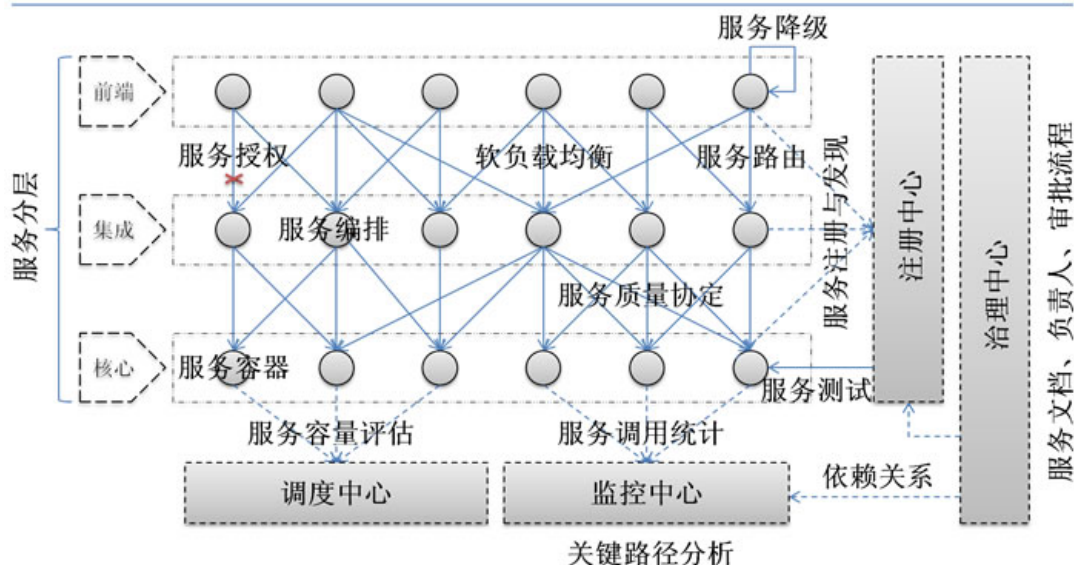 服务降级
前端
服务授权
软负载均衡
服务路由
服务分层
集成
服务编排
服务质量协定
服务注册与发现
注册中心
治理中心
服务文档、负责人、审批流程
核心
服务容器
服务测试
服务容量评估
服务调用统计
调度中心
监控中心
依赖关系
关键路径分析